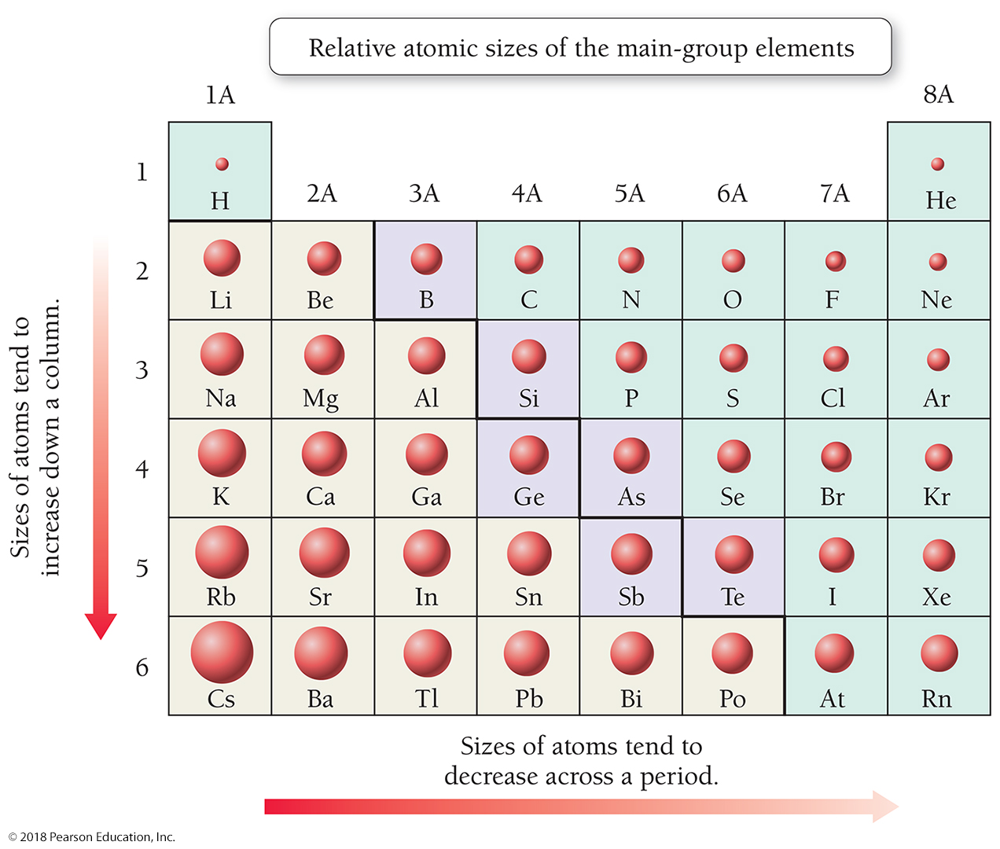 Relative atomic sizes of the main-group elements
1A
8A
1
H
He
2A
3A
4A
5A
6A
7A
2
Li
Be
B
C
N
O
F
Ne
3
Na
Mg
Al
Si
P
S
Cl
Ar
4
K
Ca
Ga
Ge
As
Se
Br
Kr
5
Rb
Sr
In
Sn
Sb
Te
I
Xe
6
Cs
Ba
Tl
Pb
Bi
Po
At
Rn
Sizes of atoms tend to
increase down a column.
Sizes of atoms tend to
decrease across a period.
© 2018 Pearson Education, Inc.